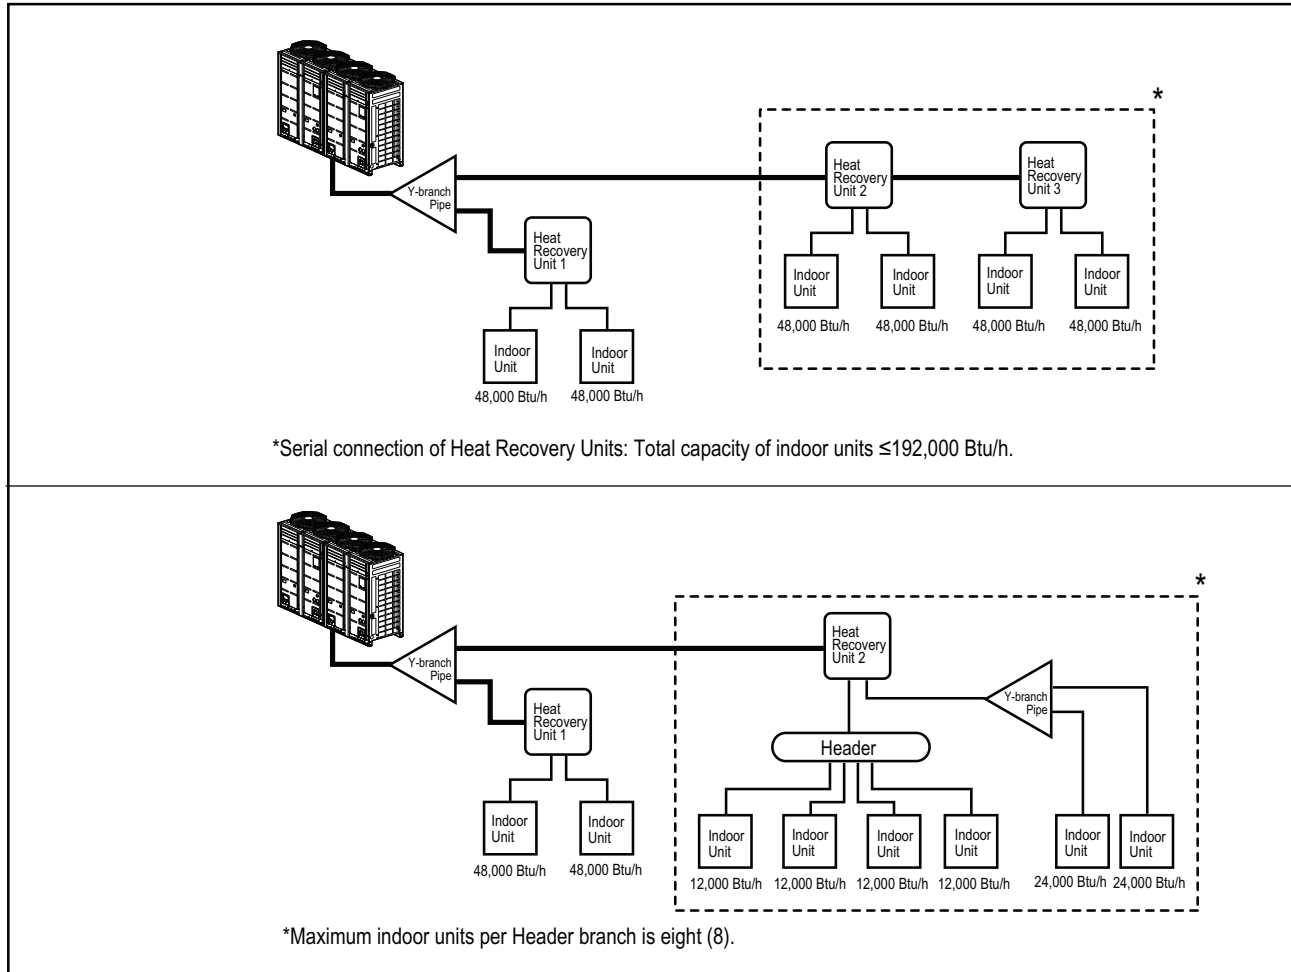 *
Y-branch
Pipe
Heat
Recovery
Unit 1
Heat
Recovery
Unit 2
Heat
Recovery
Unit 3
Indoor
Unit
Indoor
Unit
Indoor
Unit
Indoor
Unit
48,000 Btu/h
48,000 Btu/h
48,000 Btu/h
48,000 Btu/h
Indoor
Unit
Indoor
Unit
48,000 Btu/h
48,000 Btu/h
*Serial connection of Heat Recovery Units: Total capacity of indoor units ≤192,000 Btu/h.
*
Y-branch
Pipe
Heat
Recovery
Unit 1
Heat
Recovery
Unit 2
Y-branch
Pipe
Header
Indoor
Unit
Indoor
Unit
48,000 Btu/h
48,000 Btu/h
Indoor
Unit
Indoor
Unit
Indoor
Unit
Indoor
Unit
Indoor
Unit
Indoor
Unit
12,000 Btu/h
12,000 Btu/h
12,000 Btu/h
12,000 Btu/h
24,000 Btu/h
24,000 Btu/h
*Maximum indoor units per Header branch is eight (8).